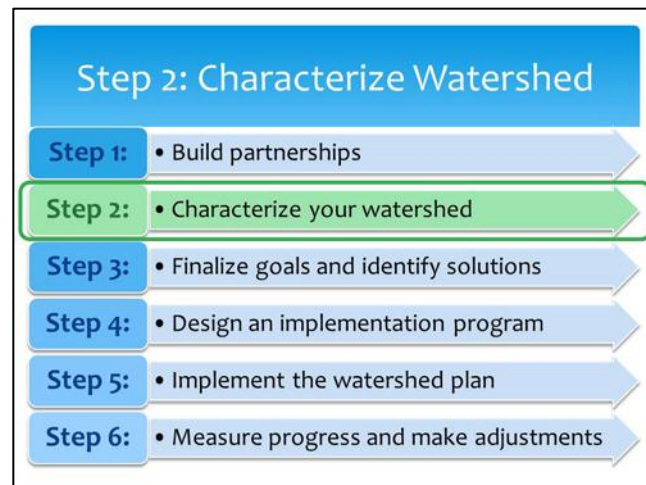 Step 2: Characterize Watershed
Step 1: • Build partnerships
Step 2: • Characterize your watershed
Step 3: • Finalize goals and identify solutions
Step 4: • Design an implementation program
Step 5: • Implement the watershed plan
Step 6: • Measure progress and make adjustments